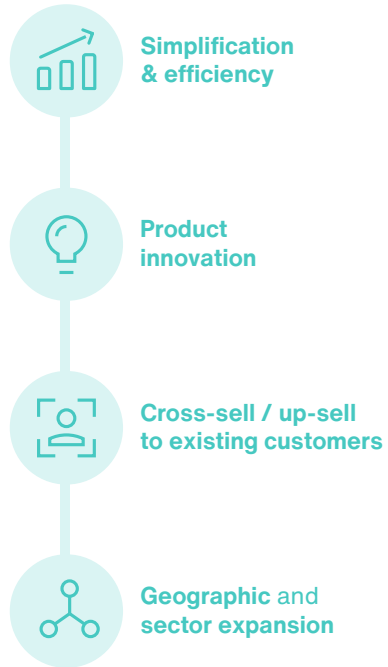 Simplification
& efficiency
Product
innovation
Cross-sell / up-sell
to existing customers
Geographic and
sector expansion